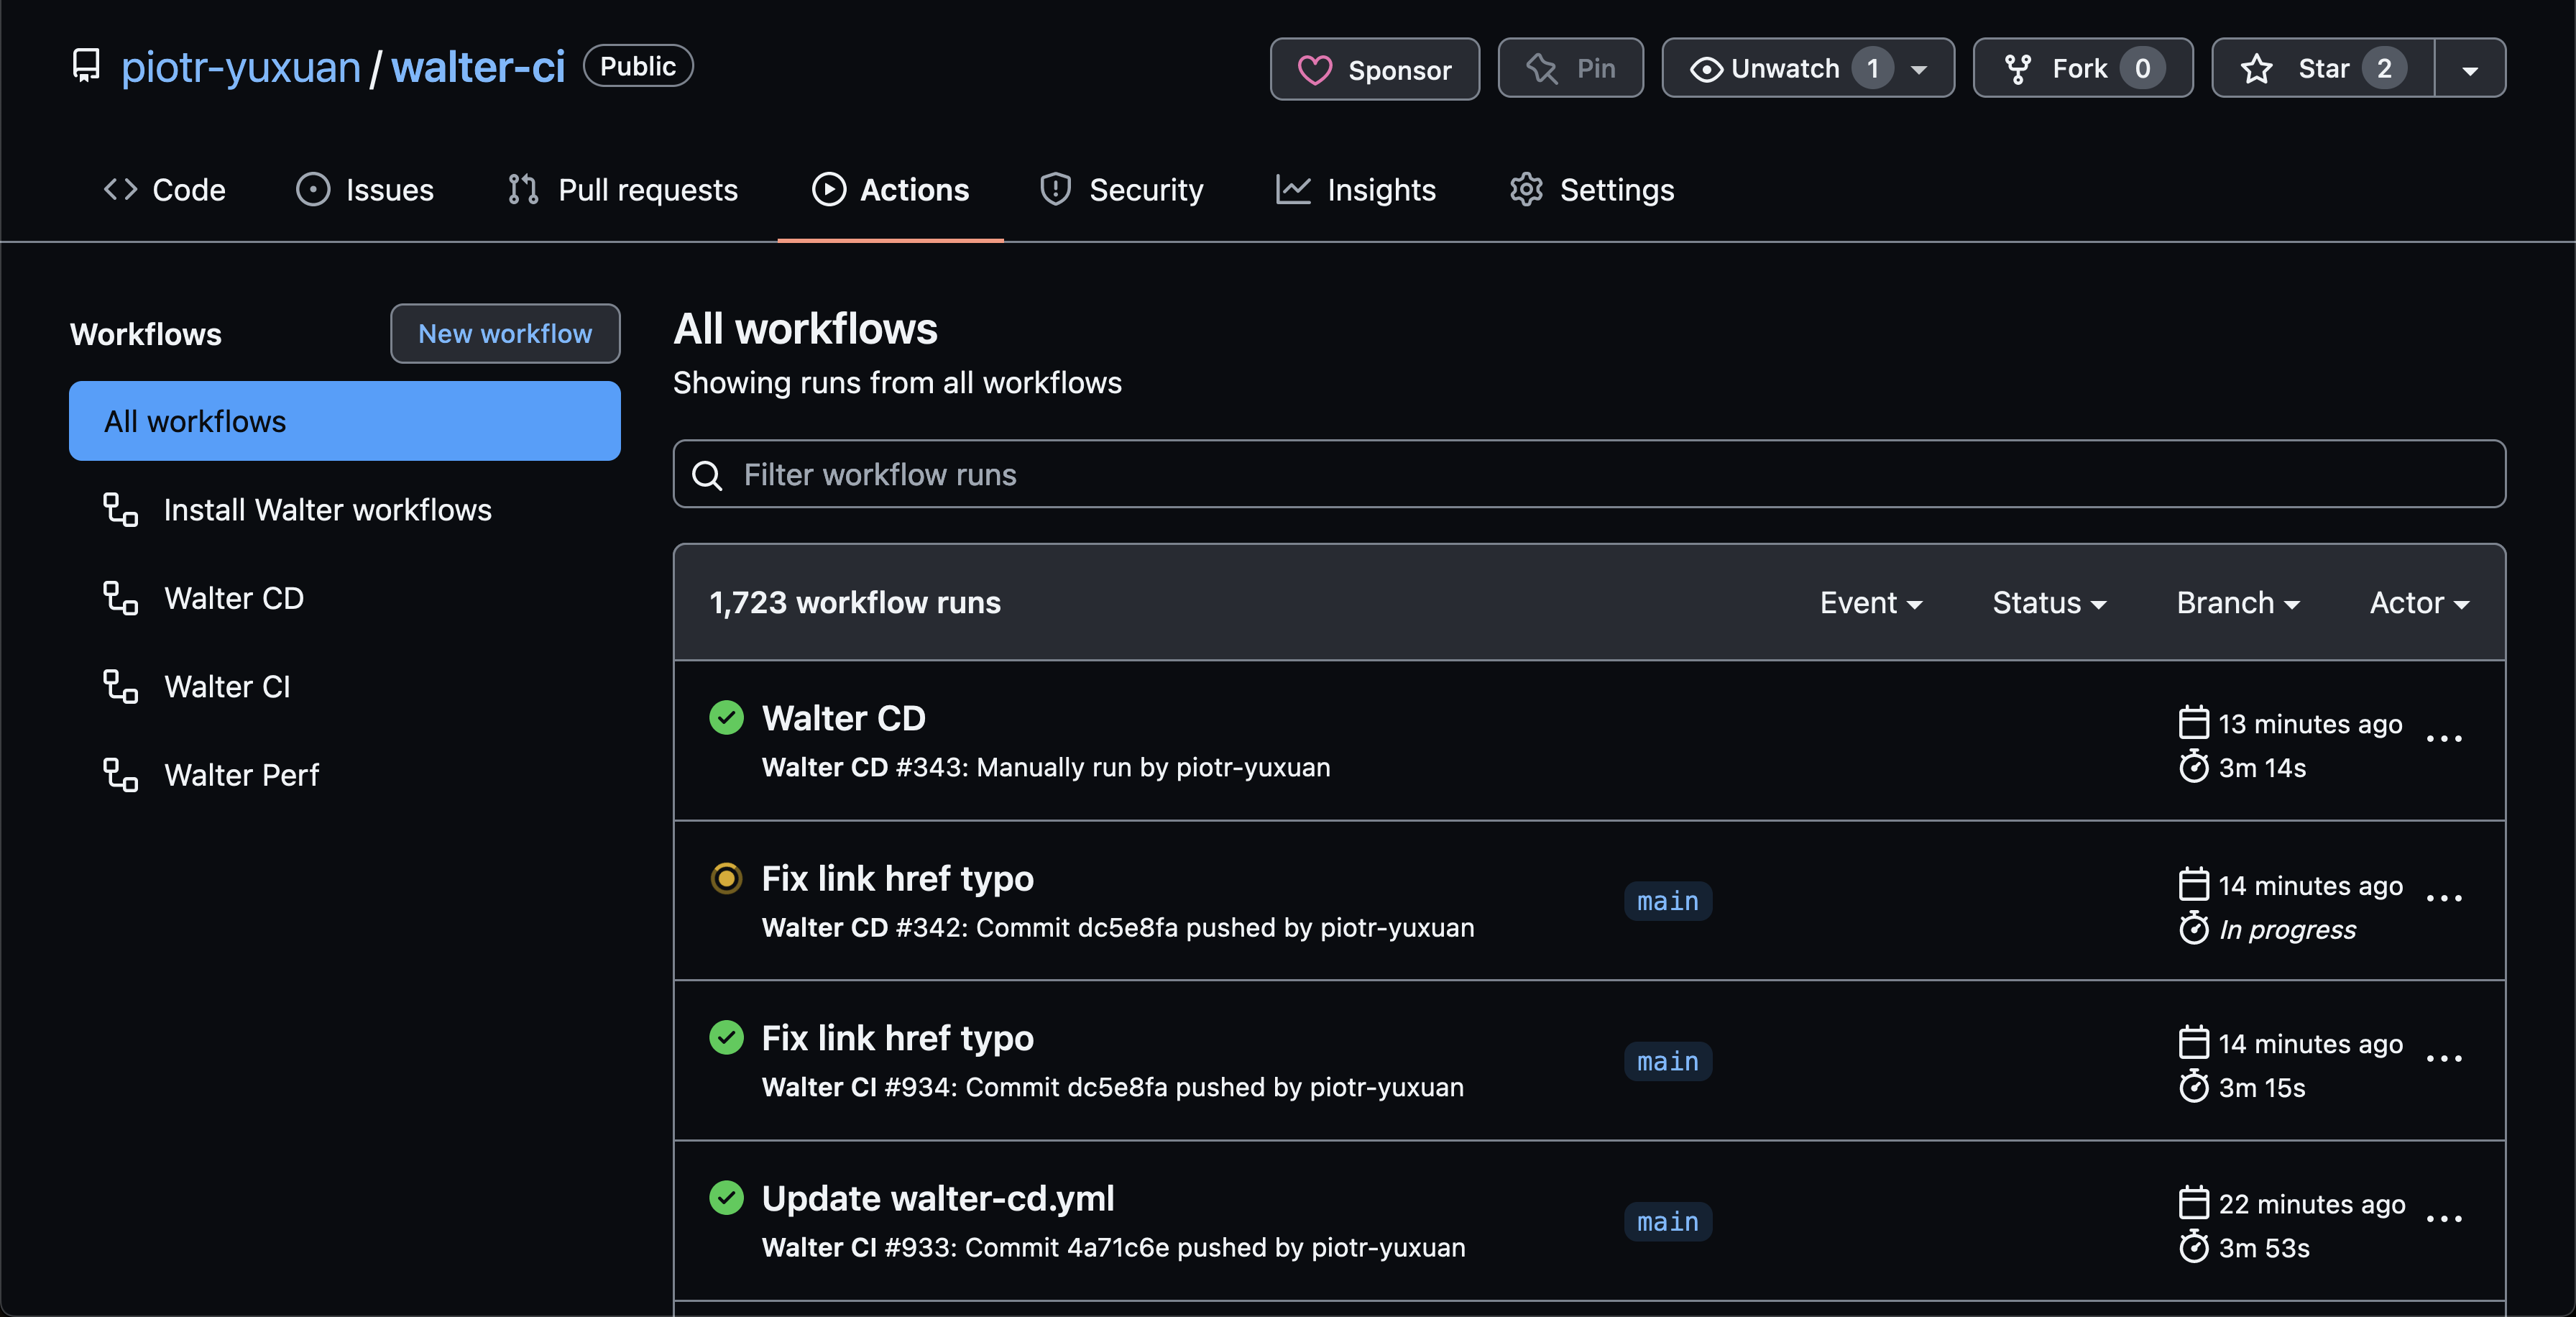 piotr-yuxuan / walter-ci Public
Sponsor Pin Unwatch 1 Fork 0 Star 2
Code Issues Pull requests Actions Security Insights Settings
Workflows New workflow
All workflows
Install Walter workflows
Walter CD
Walter CI
Walter Perf
All workflows
Showing runs from all workflows
Filter workflow runs
1,723 workflow runs Event Status Branch Actor
Walter CD
Walter CD #343: Manually run by piotr-yuxuan
13 minutes ago
3m 14s
Fix link href typo
Walter CD #342: Commit dc5e8fa pushed by piotr-yuxuan
main
14 minutes ago
In progress
Fix link href typo
Walter CI #934: Commit dc5e8fa pushed by piotr-yuxuan
main
14 minutes ago
3m 15s
Update walter-cd.yml
Walter CI #933: Commit 4a71c6e pushed by piotr-yuxuan
main
22 minutes ago
3m 53s